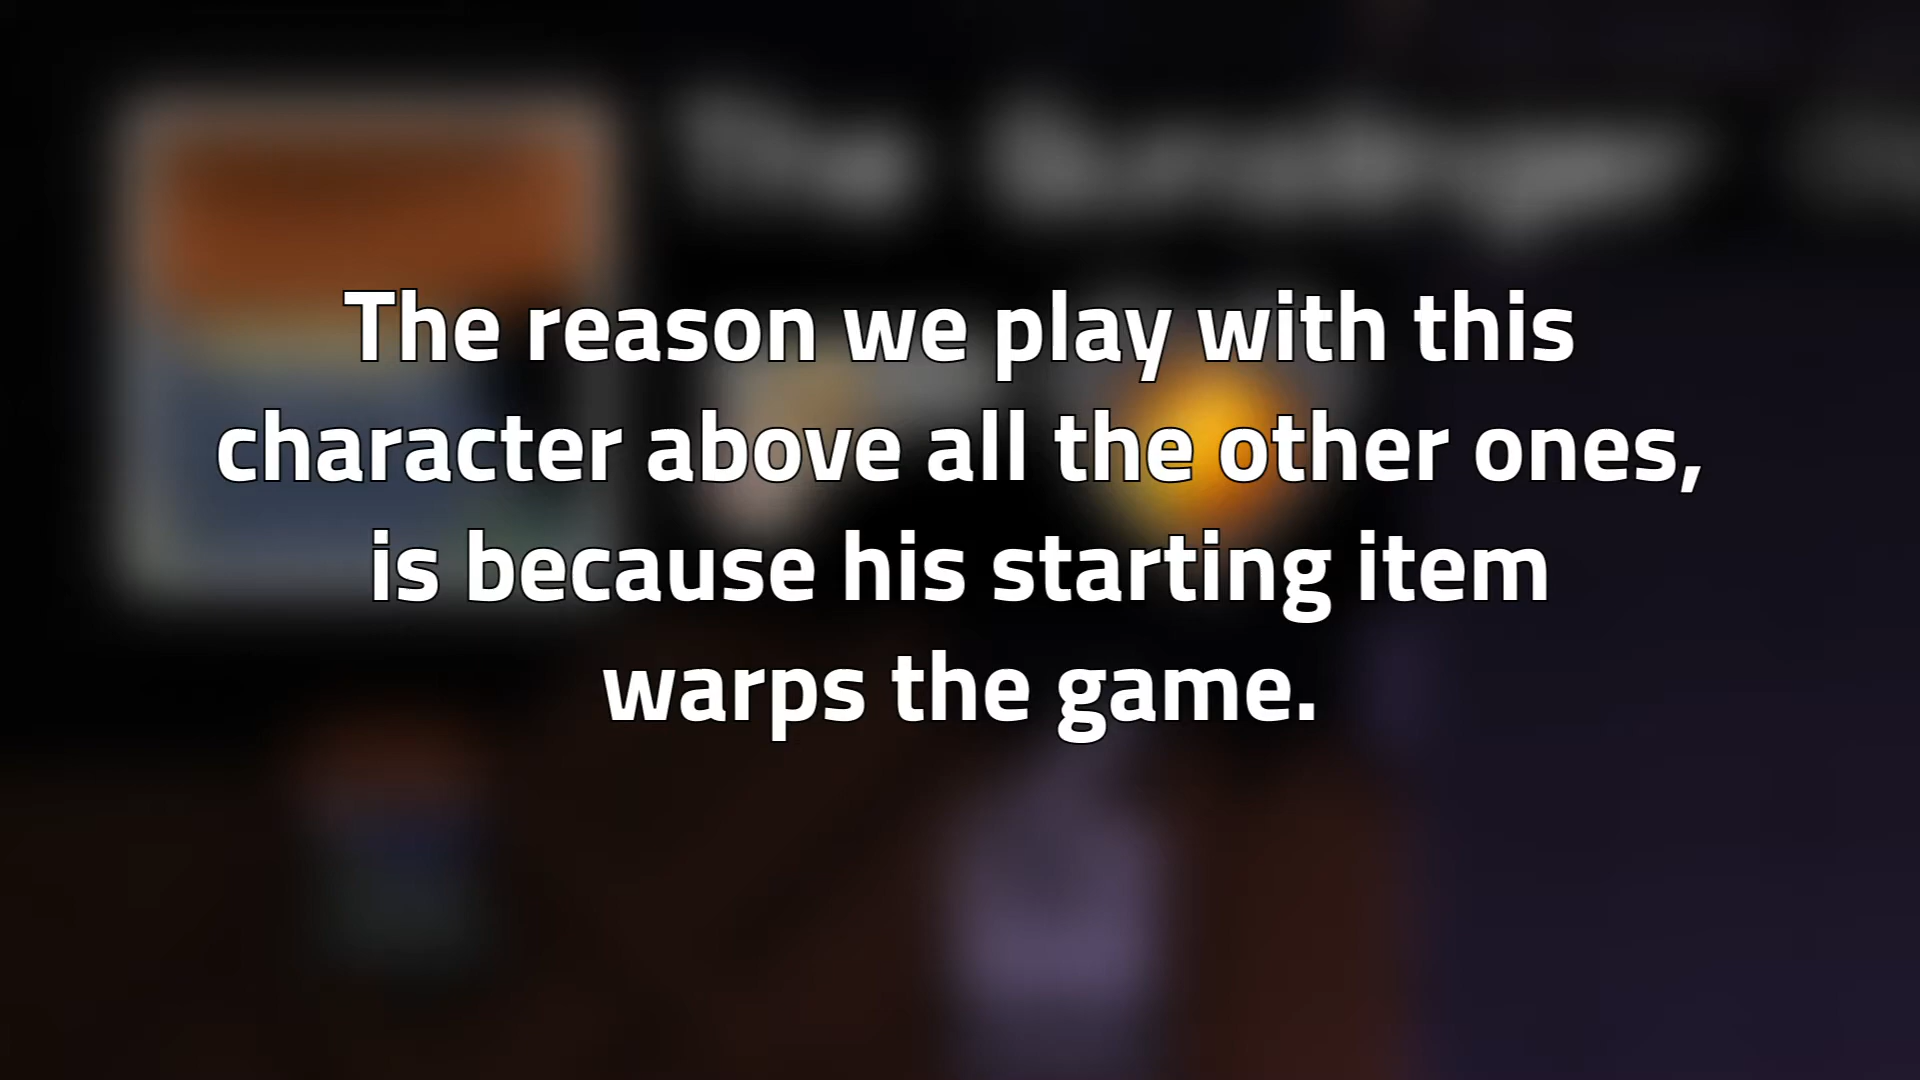 The
The reason we play with this
character above all the other ones,
is because his starting item
warps the game.